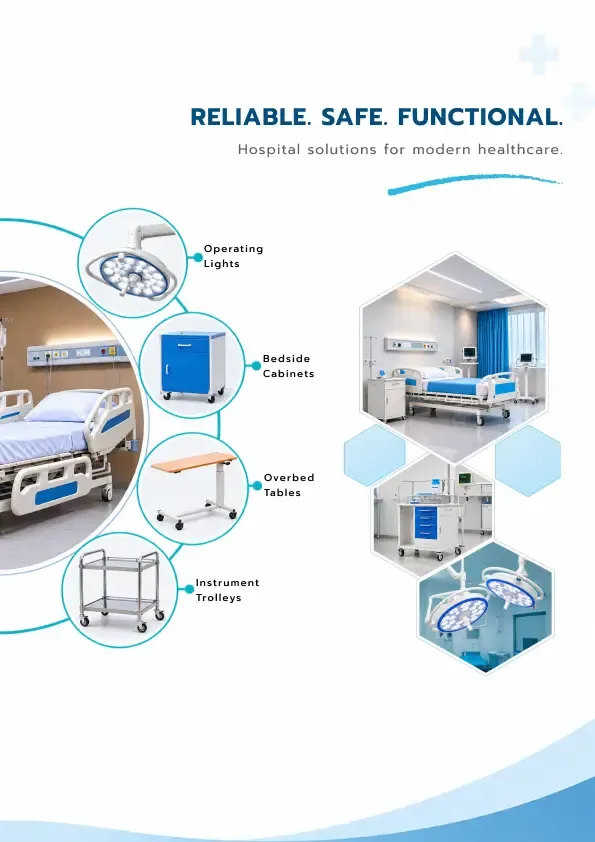 RELIABLE. SAFE. FUNCTIONAL.
Hospital solutions for modern healthcare.
Operating
Lights
Bedside
Cabinets
Overbed
Tables
Instrument
Trolleys